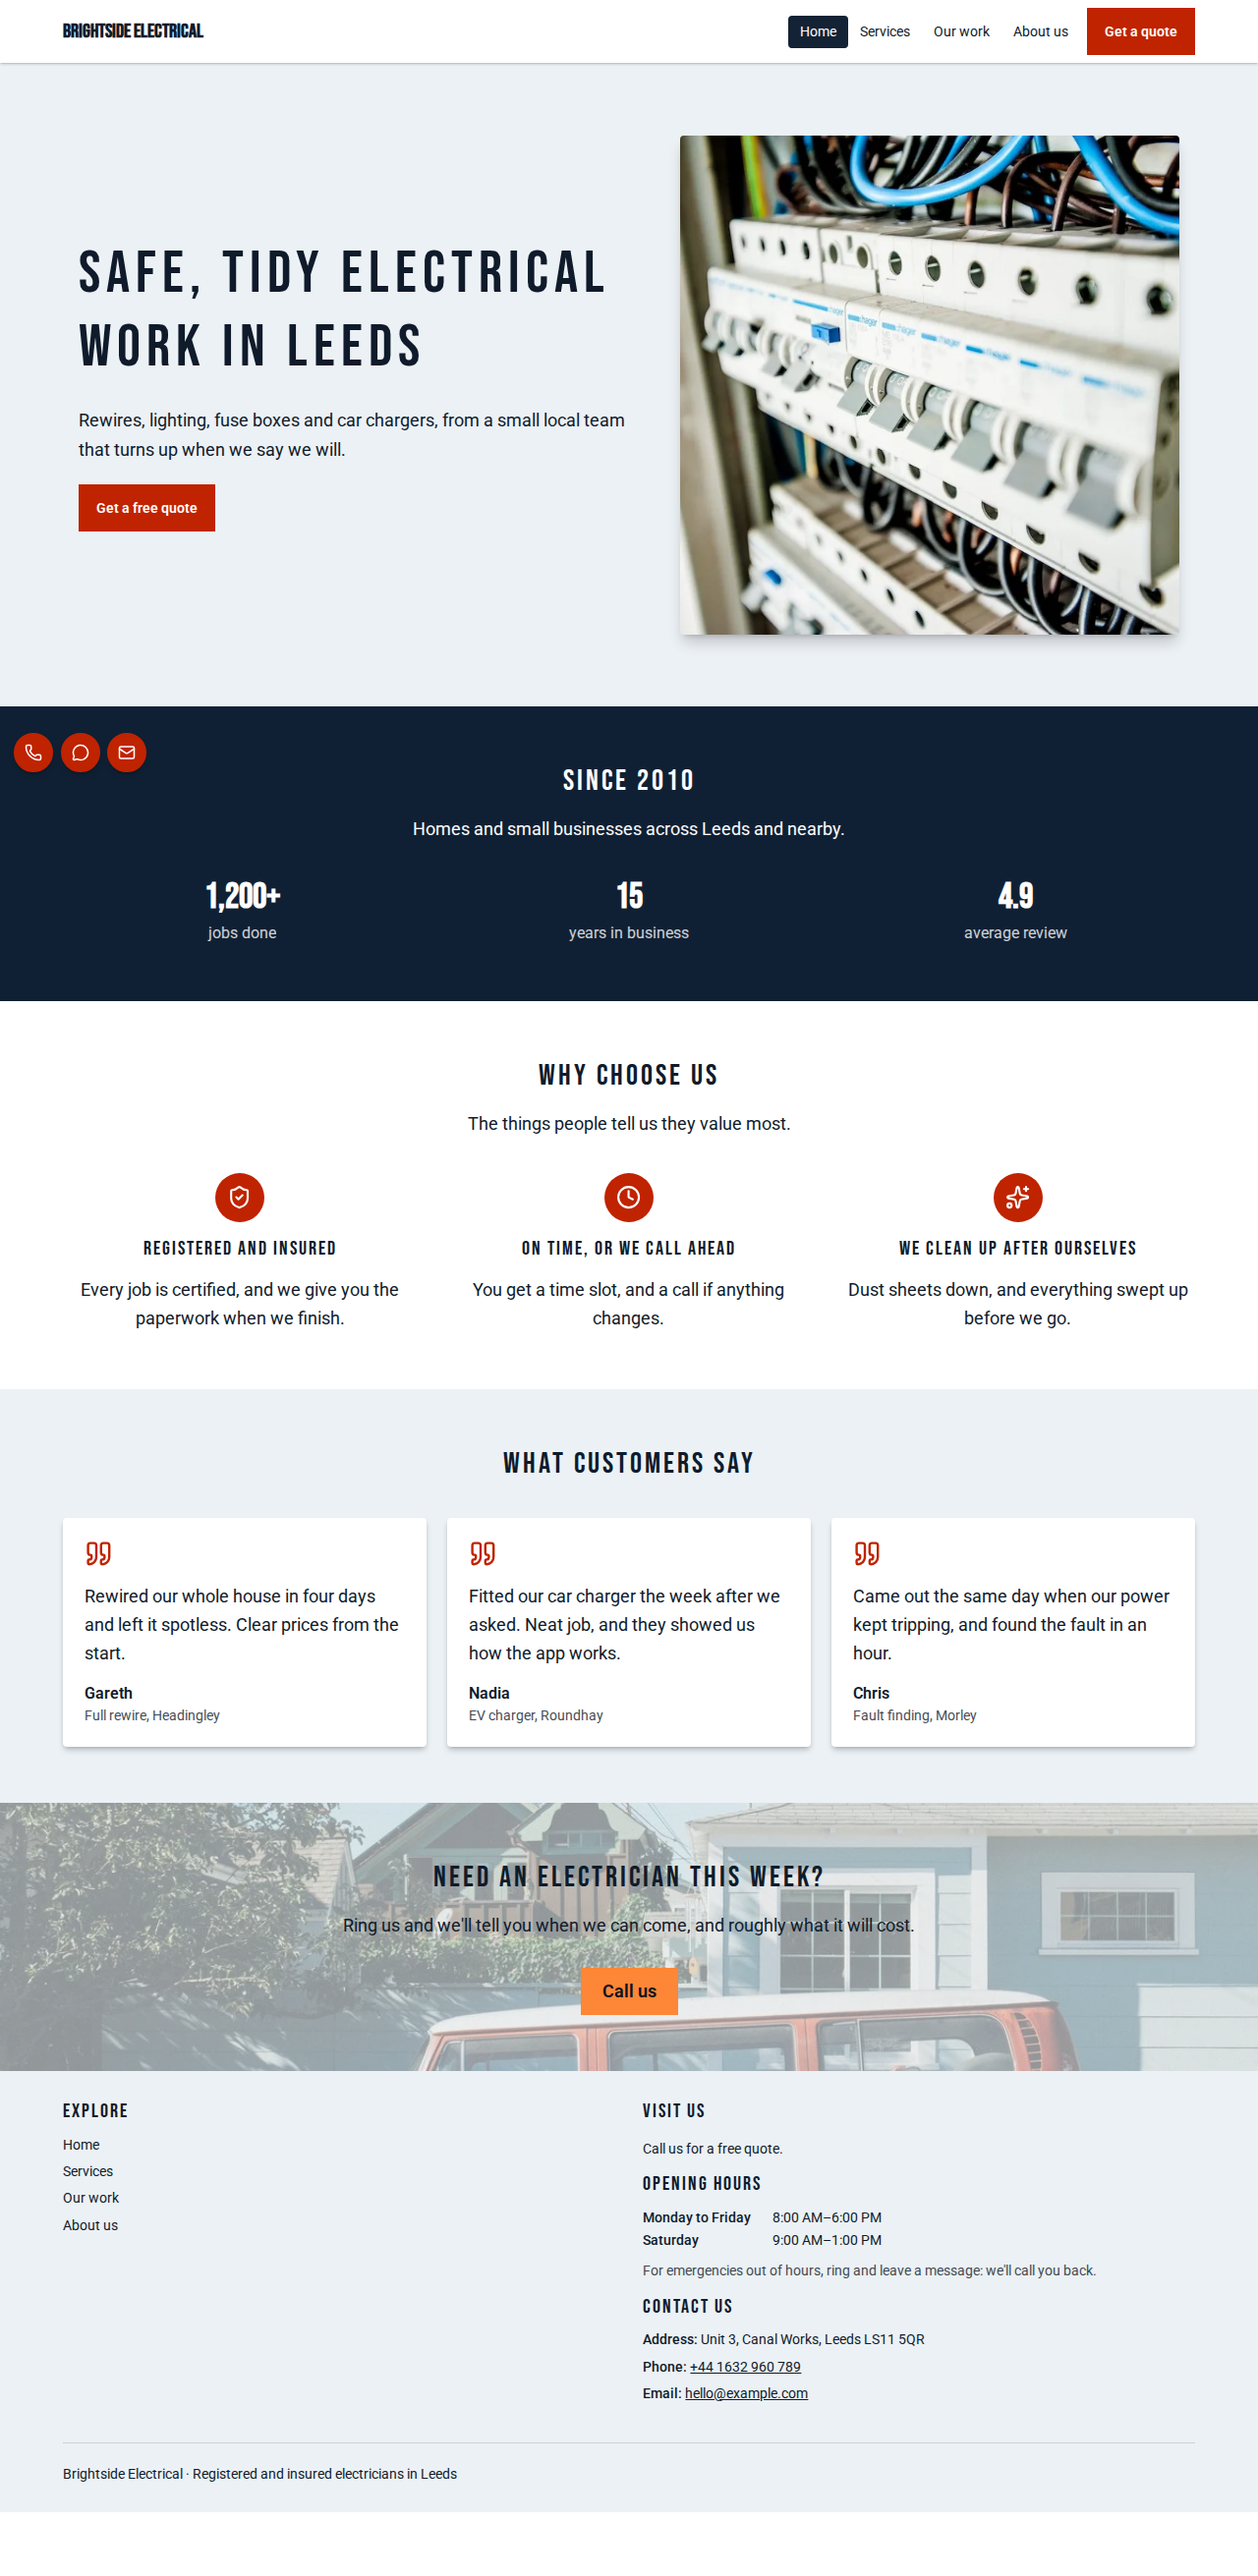 BRIGHTSIDE ELECTRICAL
Home Services Our work About us Get a quote
SAFE, TIDY ELECTRICAL
WORK IN LEEDS
Rewires, lighting, fuse boxes and car chargers, from a small local team
that turns up when we say we will.
Get a free quote
hager hager hager hager
SINCE 2010
Homes and small businesses across Leeds and nearby.
1,200+ 15 4.9
jobs done years in business average review
WHY CHOOSE US
The things people tell us they value most.
REGISTERED AND INSURED ON TIME, OR WE CALL AHEAD WE CLEAN UP AFTER OURSELVES
Every job is certified, and we give you the
paperwork when we finish.
You get a time slot, and a call if anything
changes.
Dust sheets down, and everything swept up
before we go.
WHAT CUSTOMERS SAY
Rewired our whole house in four days
and left it spotless. Clear prices from the
start.
Gareth
Full rewire, Headingley
Fitted our car charger the week after we
asked. Neat job, and they showed us
how the app works.
Nadia
EV charger, Roundhay
Came out the same day when our power
kept tripping, and found the fault in an
hour.
Chris
Fault finding, Morley
NEED AN ELECTRICIAN THIS WEEK?
Ring us and we'll tell you when we can come, and roughly what it will cost.
Call us
EXPLORE
Home
Services
Our work
About us
VISIT US
Call us for a free quote.
OPENING HOURS
Monday to Friday 8:00 AM–6:00 PM
Saturday 9:00 AM–1:00 PM
For emergencies out of hours, ring and leave a message: we'll call you back.
CONTACT US
Address: Unit 3, Canal Works, Leeds LS11 5QR
Phone: +44 1632 960 789
Email: hello@example.com
Brightside Electrical · Registered and insured electricians in Leeds